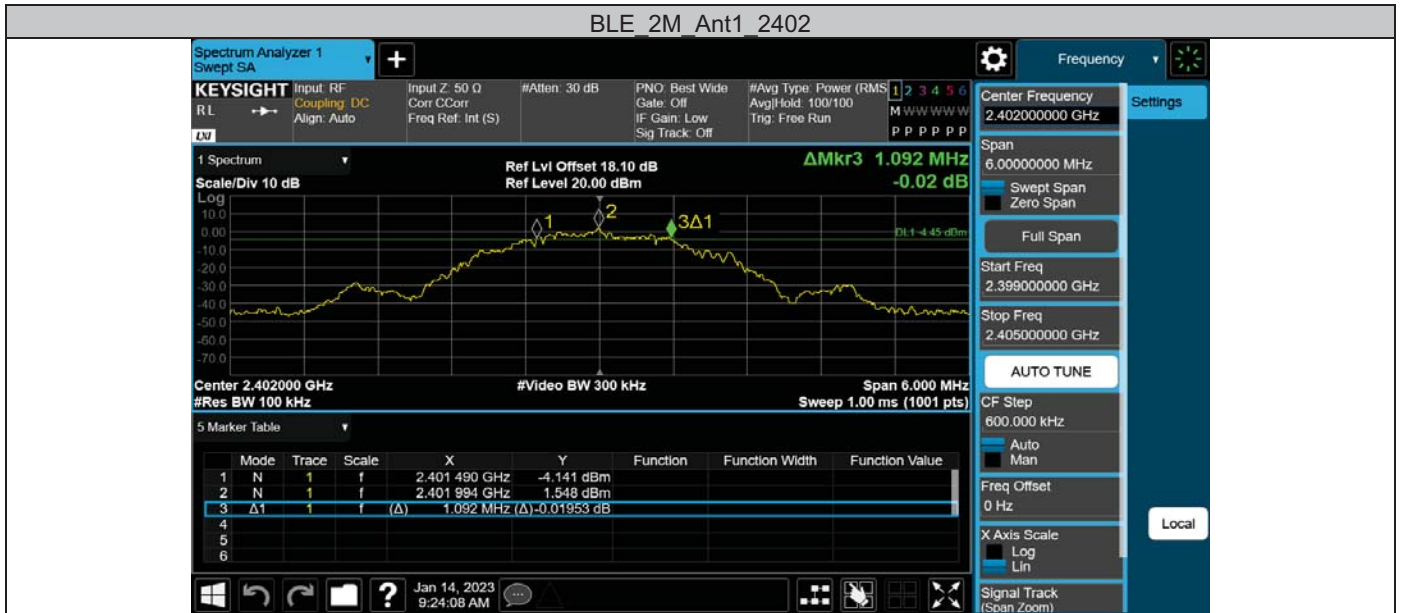 BLE_2M_Ant1_2402
Spectrum Analyzer 1
Swept SA
+
Frequency
KEYSIGHT
RL
LXI
Input: RF
Coupling: DC
Align: Auto
Input Z: 50 Ω
Corr CCorr
Freq Ref: Int (S)
#Atten: 30 dB
PNO: Best Wide
Gate: Off
IF Gain: Low
Sig Track: Off
#Avg Type: Power (RMS
Avg|Hold: 100/100
Trig: Free Run
1 2 3 4 5 6
M W W W W W
P P P P P P
1 Spectrum
Scale/Div 10 dB
Ref Lvl Offset 18.10 dB
Ref Level 20.00 dBm
ΔMkr3 1.092 MHz
-0.02 dB
Log
10.0
0.00
-10.0
-20.0
-30.0
-40.0
-50.0
-60.0
-70.0
1
2
3Δ1
DL1 -4.45 dBm
Center 2.402000 GHz
#Video BW 300 kHz
Span 6.000 MHz
#Res BW 100 kHz
Sweep 1.00 ms (1001 pts)
5 Marker Table
Mode Trace Scale X Y Function Function Width Function Value
1 N 1 f 2.401 490 GHz -4.141 dBm
2 N 1 f 2.401 994 GHz 1.548 dBm
3 Δ1 1 f (Δ) 1.092 MHz (Δ) -0.01953 dB
4
5
6
?
Jan 14, 2023
9:24:08 AM
Center Frequency
2.402000000 GHz
Settings
Span
6.00000000 MHz
Swept Span
Zero Span
Full Span
Start Freq
2.399000000 GHz
Stop Freq
2.405000000 GHz
AUTO TUNE
CF Step
600.000 kHz
Auto
Man
Freq Offset
0 Hz
Local
X Axis Scale
Log
Lin
Signal Track
(Span Zoom)